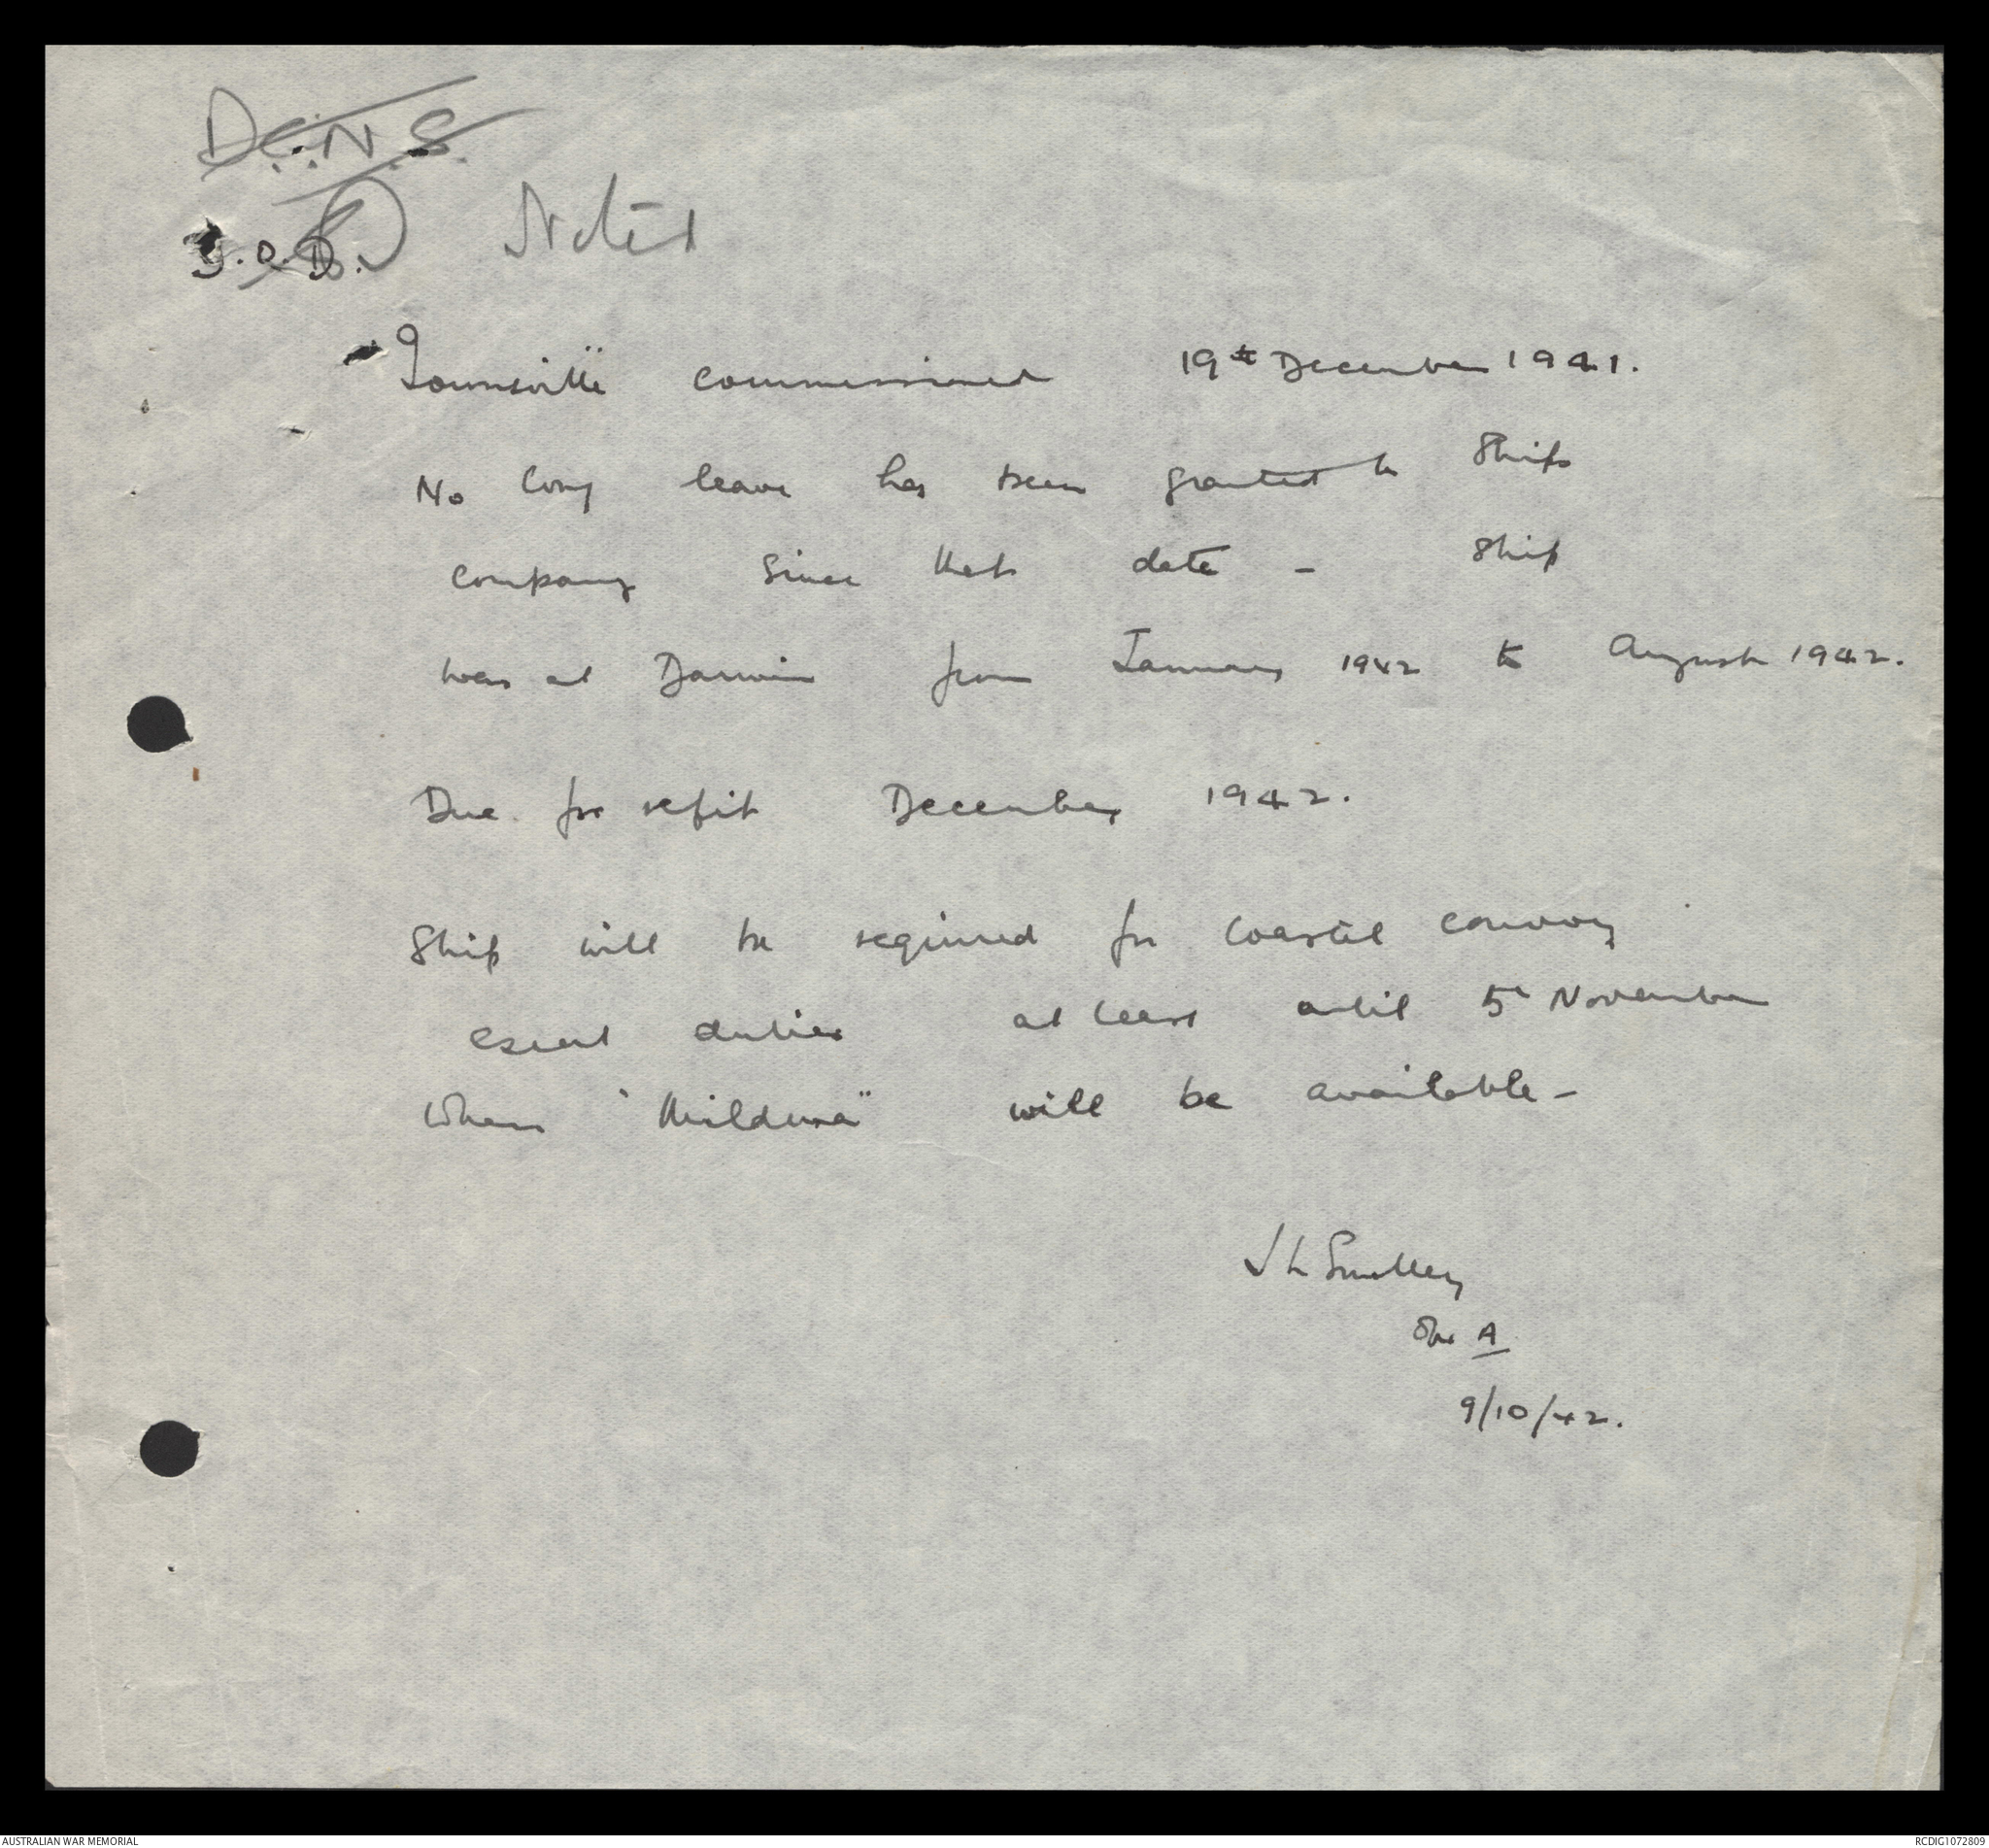 D.C.N.S.
Noted
D.O.D.
Townsville" commissioned 19th December 1941.
No long leave has been granted to Ships
company since that date - Ship
was at Darwin from January 1942 to August 1942.
Due for refit December 1942.
Ship will be required for coastal convoy
escort duties at least until 5th November
when "Mildura" will be available -
A
9/10/42.
AUSTRALIAN WAR MEMORIAL
RCDIG1072809